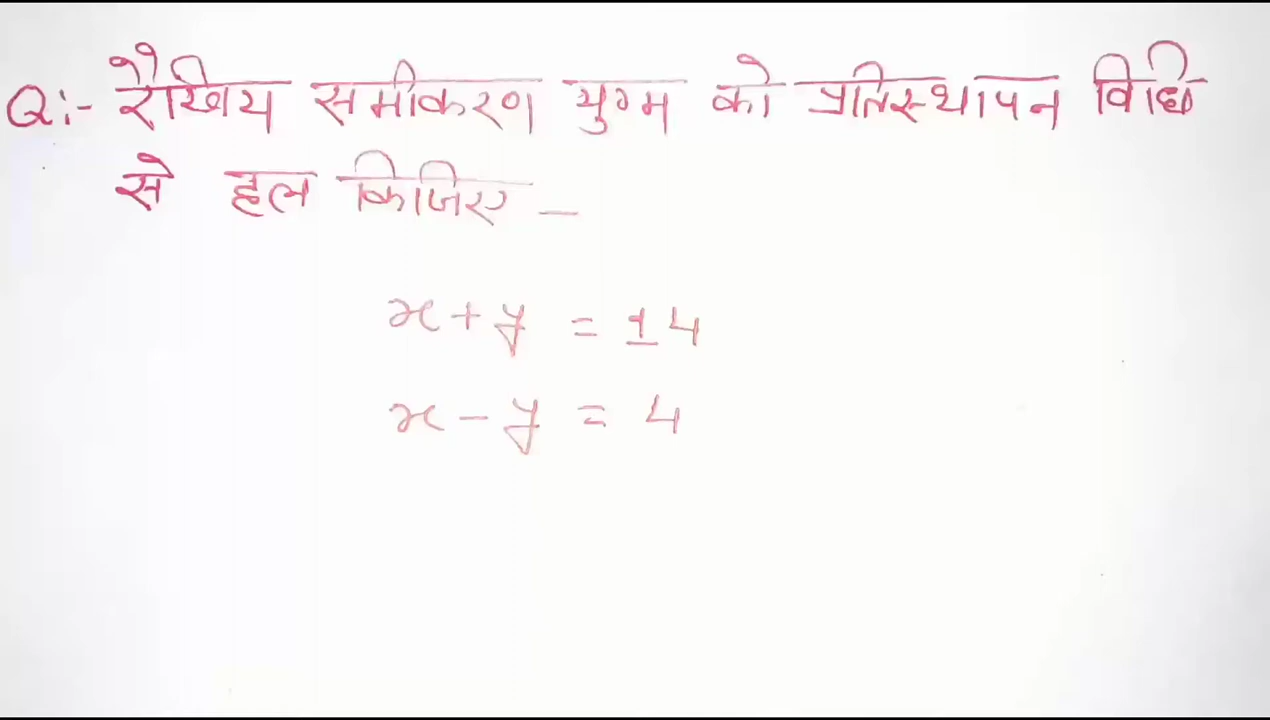 Q:- रैखिय समीकरण युग्म को प्रतिस्थापन विधि
से हल किजिए –
x + y = 14
x - y = 4